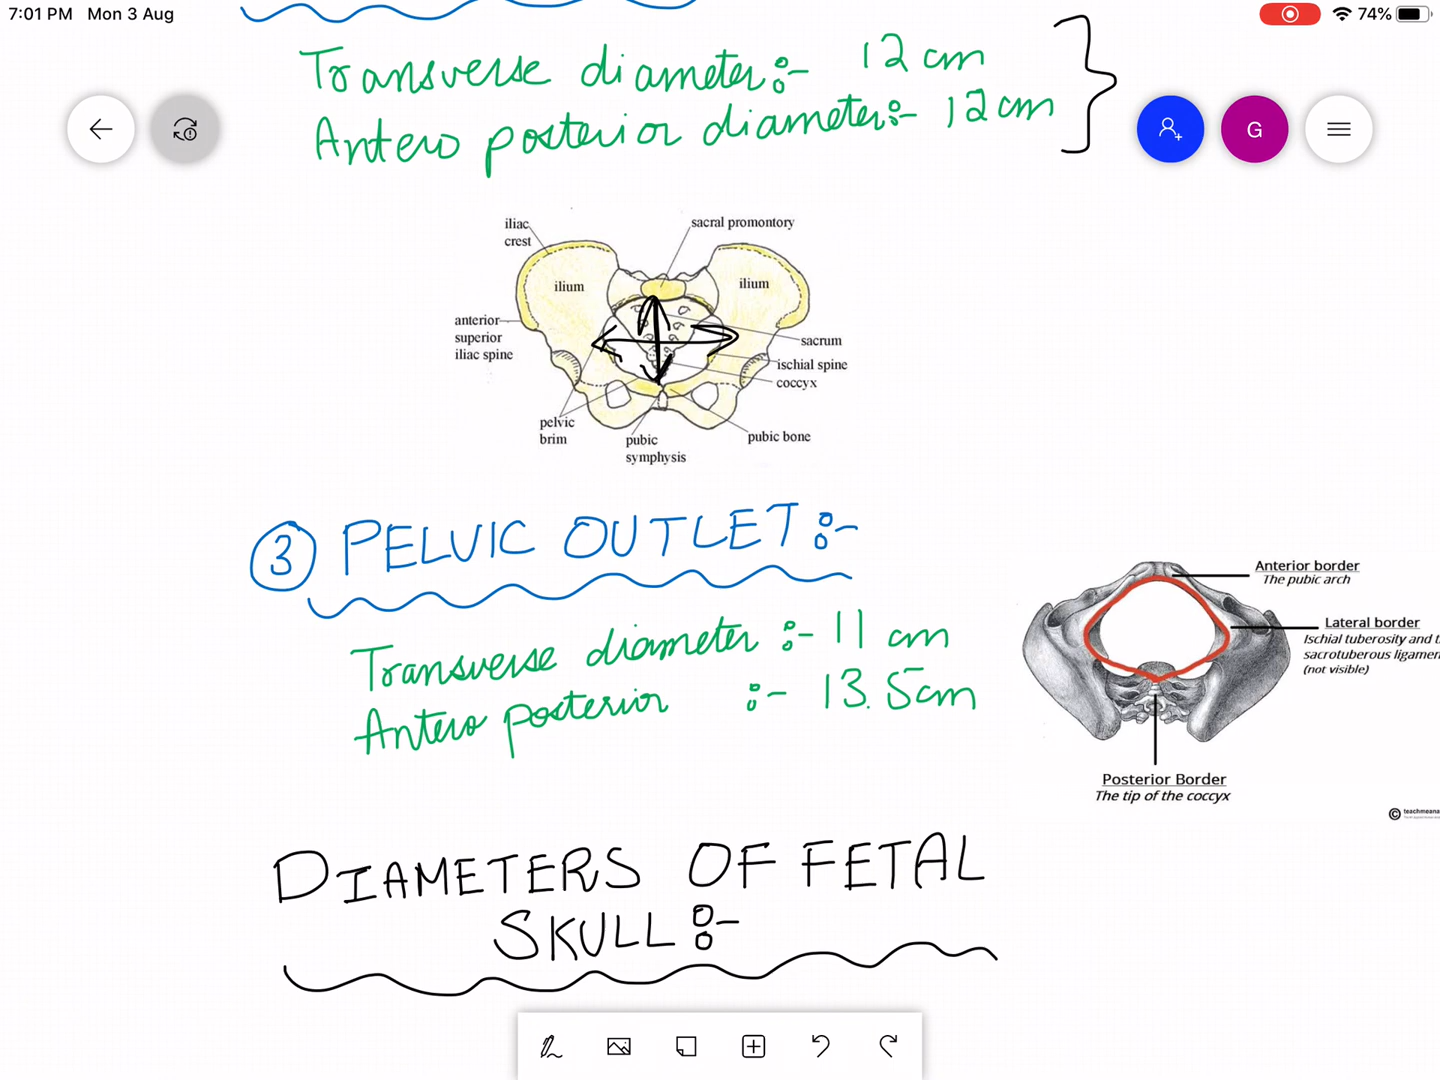 7:01 PM Mon 3 Aug
74%
Transverse diameter:- 12 cm
Antero posterior diameter:- 12cm
G
iliac
crest
sacral promontory
ilium
ilium
anterior
superior
iliac spine
sacrum
ischial spine
coccyx
pelvic
brim
pubic
symphysis
pubic bone
3 PELVIC OUTLET:-
Transverse diameter :- 11 cm
Antero posterior :- 13.5cm
Anterior border
The pubic arch
Lateral border
Ischial tuberosity and t
sacrotuberous ligamen
(not visible)
Posterior Border
The tip of the coccyx
© teachmeana
DIAMETERS OF FETAL
SKULL:-